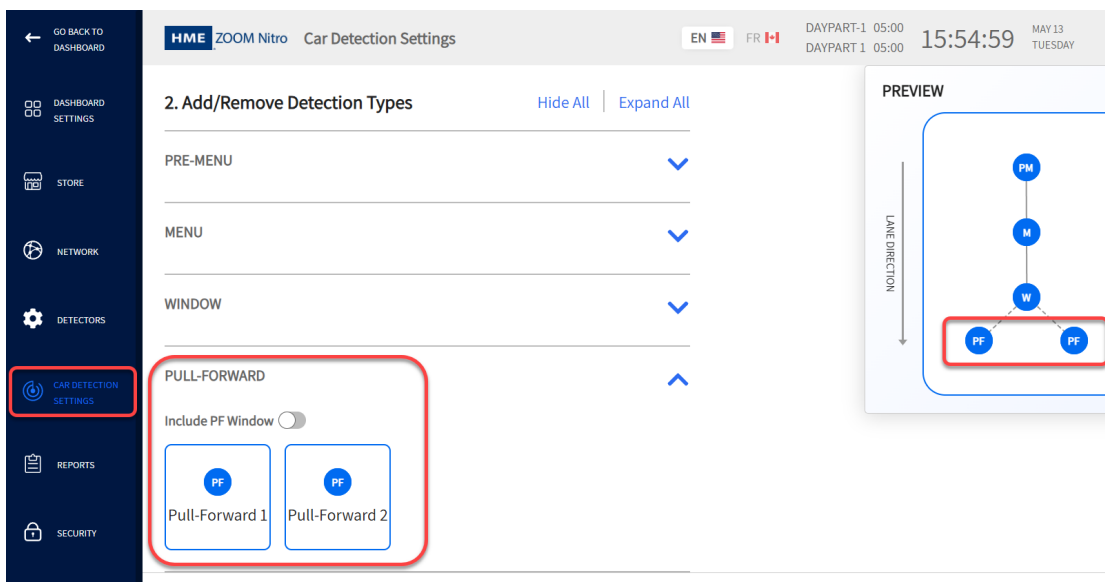 GO BACK TO
DASHBOARD
DASHBOARD
SETTINGS
STORE
NETWORK
DETECTORS
CAR DETECTION
SETTINGS
REPORTS
SECURITY
HME ZOOM Nitro Car Detection Settings
EN FR
DAYPART-1 05:00
DAYPART 1 05:00
15:54:59
MAY 13
TUESDAY
2. Add/Remove Detection Types
Hide All Expand All
PRE-MENU
MENU
WINDOW
PULL-FORWARD
Include PF Window
PF
Pull-Forward 1
PF
Pull-Forward 2
PREVIEW
LANE DIRECTION
PM
M
W
PF PF